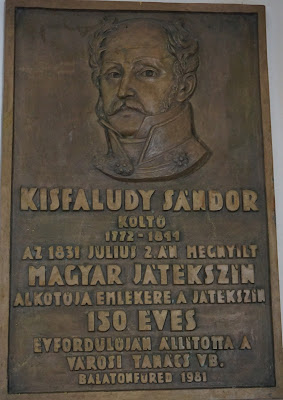 KISFALUDY SÁNDOR
KÖLTŐ
1772-1844
AZ 1831 JÚLIUS 2 ÁN MEGNYÍLT
MAGYAR JÁTÉKSZÍN
ALKOTÓJA EMLÉKÉRE A JÁTÉKSZÍN
150 ÉVES
ÉVFORDULÓJÁN ÁLLÍTOTTA A
VÁROSI TANÁCS VB.
BALATONFÜRED 1981